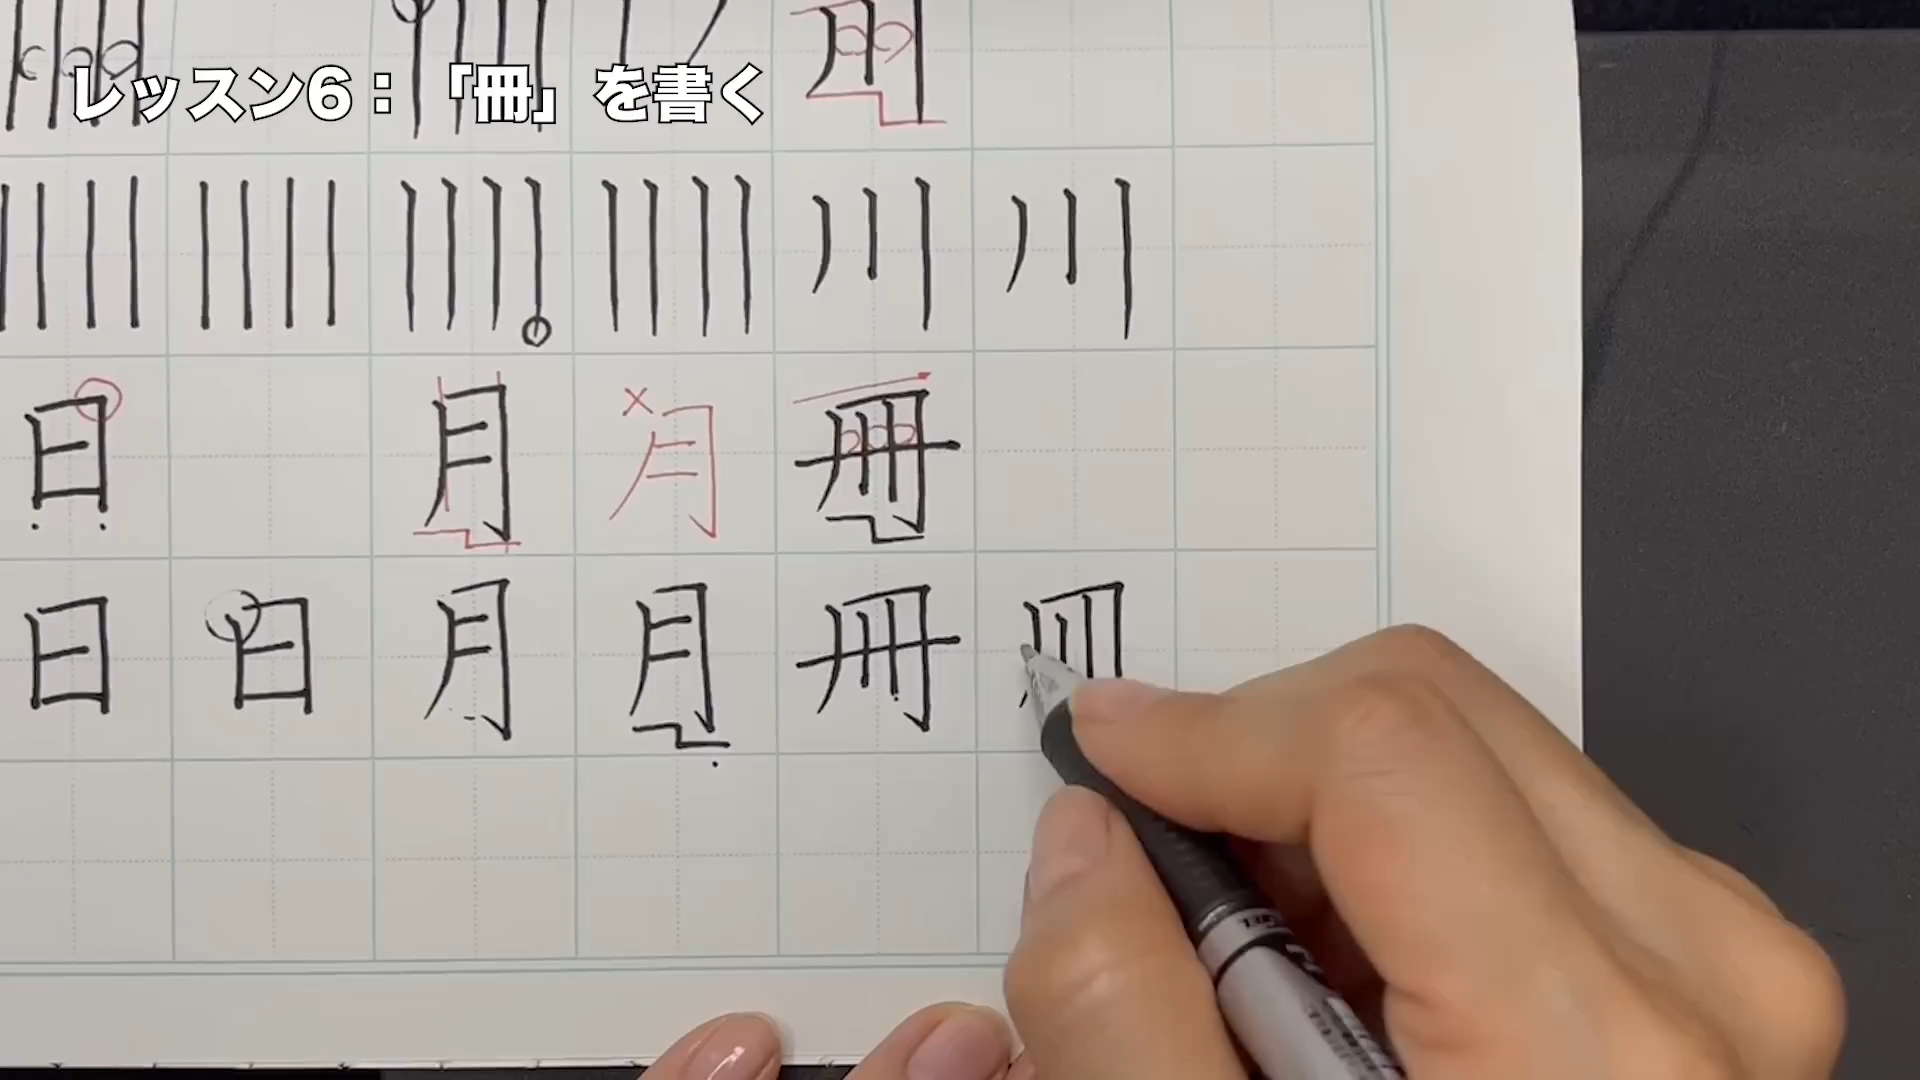 レッスン6：「冊」を書く
川 川
日 月 × 月 冊
日 日 月 月 冊